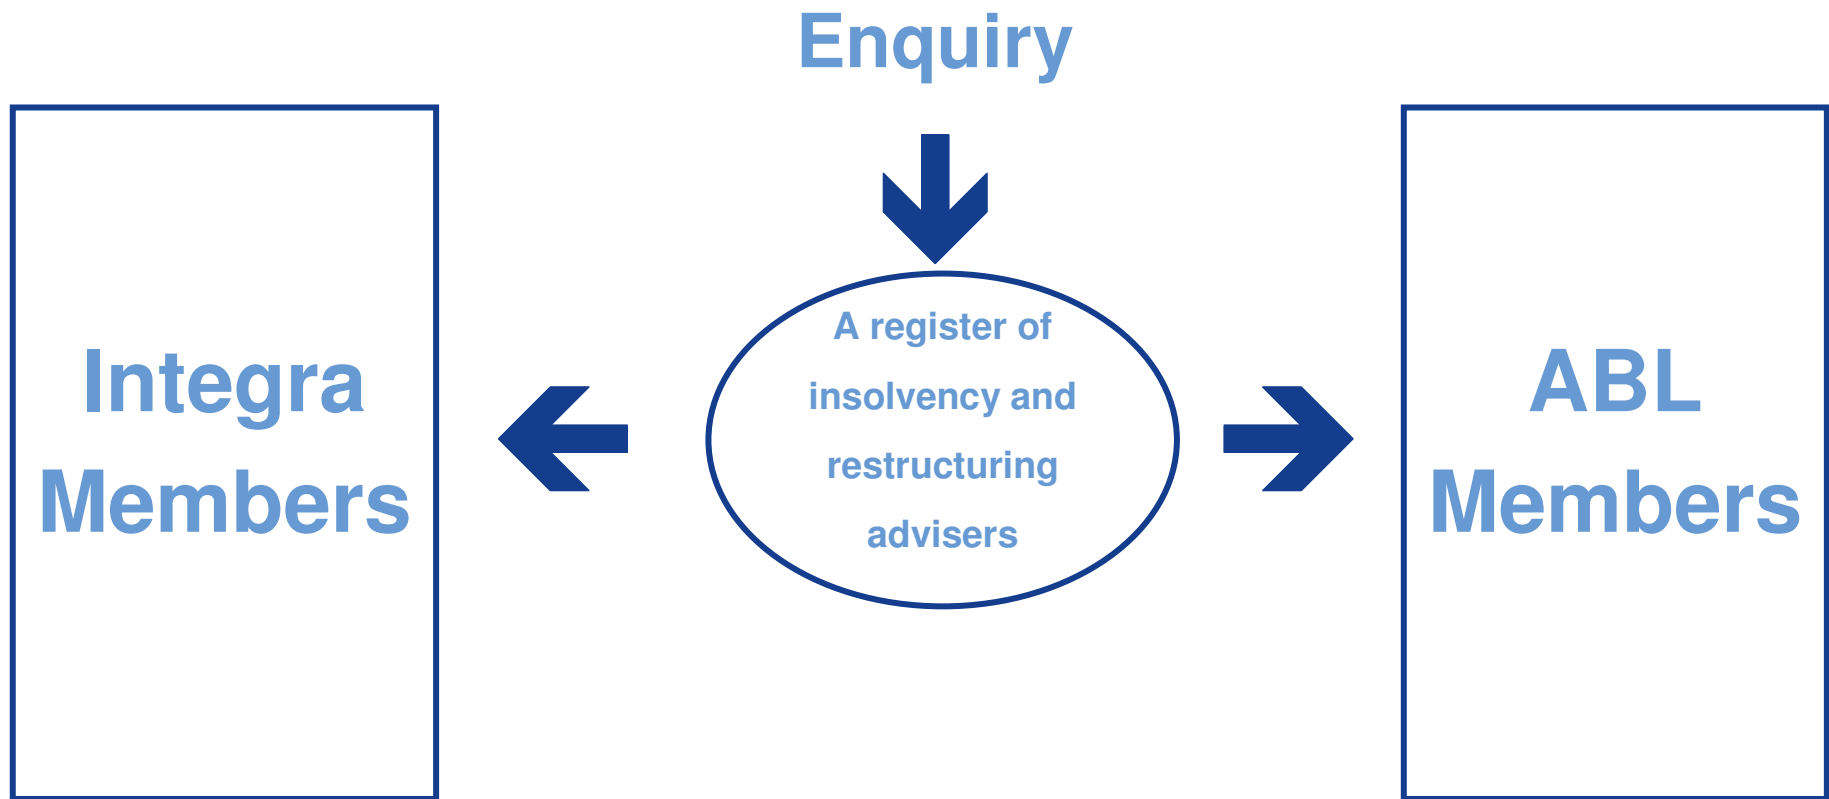 Enquiry
Integra
Members
A register of
insolvency and
restructuring
advisers
ABL
Members